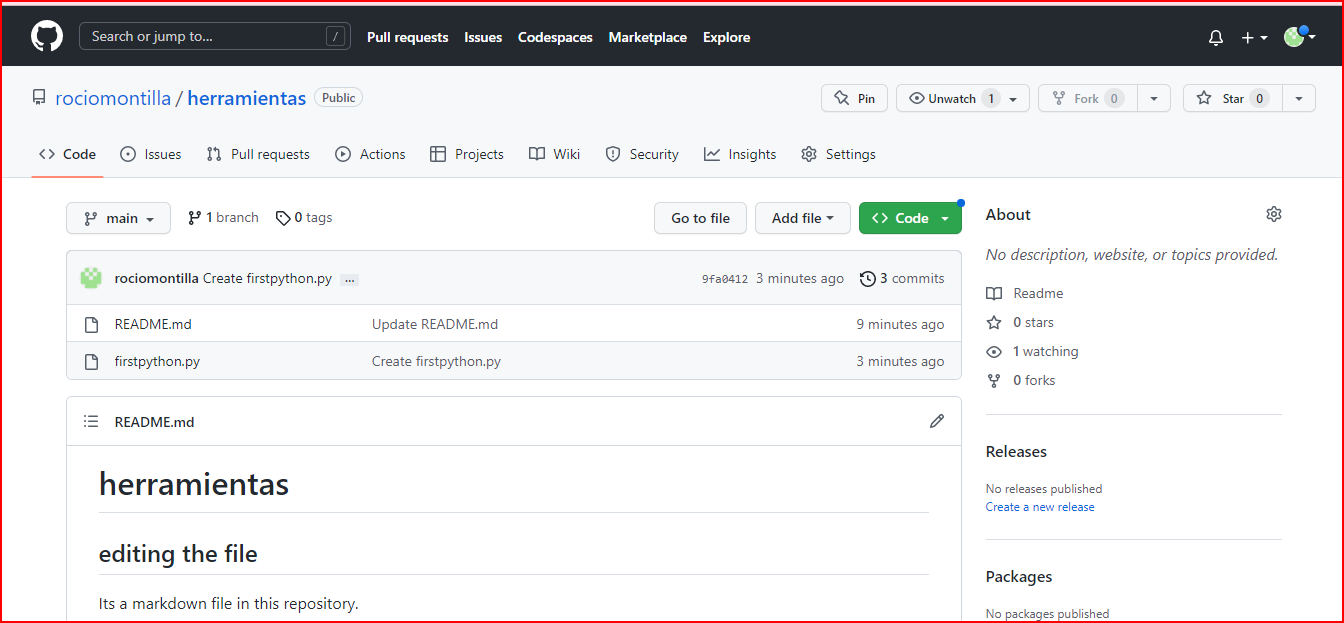 Search or jump to... / Pull requests Issues Codespaces Marketplace Explore
rociomontilla / herramientas Public Pin Unwatch 1 Fork 0 Star 0
Code Issues Pull requests Actions Projects Wiki Security Insights Settings
main 1 branch 0 tags Go to file Add file Code
About
No description, website, or topics provided.
rociomontilla Create firstpython.py ... 9fa0412 3 minutes ago 3 commits
README.md Update README.md 9 minutes ago
firstpython.py Create firstpython.py 3 minutes ago
Readme
0 stars
1 watching
0 forks
README.md
herramientas
editing the file
Its a markdown file in this repository.
Releases
No releases published
Create a new release
Packages
No packages published